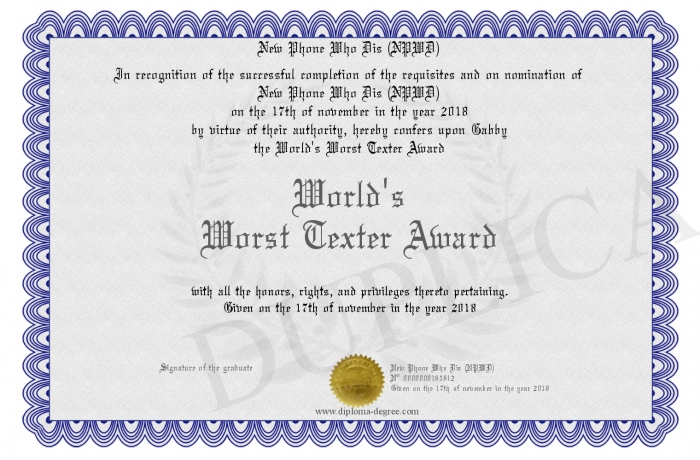 New Phone Who Dis (NPWD)
In recognition of the successful completion of the requisites and on nomination of
New Phone Who Dis (NPWD)
on the 17th of november in the year 2018
by virtue of their authority, hereby confers upon Gabby
the World's Worst Texter Award
World's
Worst Texter Award
with all the honors, rights, and privileges thereto pertaining.
Given on the 17th of november in the year 2018
DUPLICA
Signature of the graduate
New Phone Who Dis (NPWD)
Given on the 17th of november in the year 2018
www.diploma-degree.com